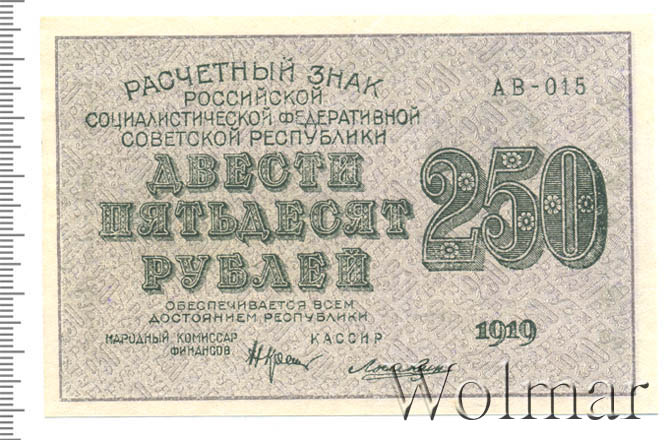 РАСЧЕТНЫЙ ЗНАК
РОССИЙСКОЙ
СОЦИАЛИСТИЧЕСКОЙ ФЕДЕРАТИВНОЙ
СОВЕТСКОЙ РЕСПУБЛИКИ
АВ-015
ДВЕСТИ
ПЯТЬДЕСЯТ
РУБЛЕЙ
250
ОБЕСПЕЧИВАЕТСЯ ВСЕМ
ДОСТОЯНИЕМ РЕСПУБЛИКИ
НАРОДНЫЙ КОМИССАР
ФИНАНСОВ
КАССИР
1919
Wolmar